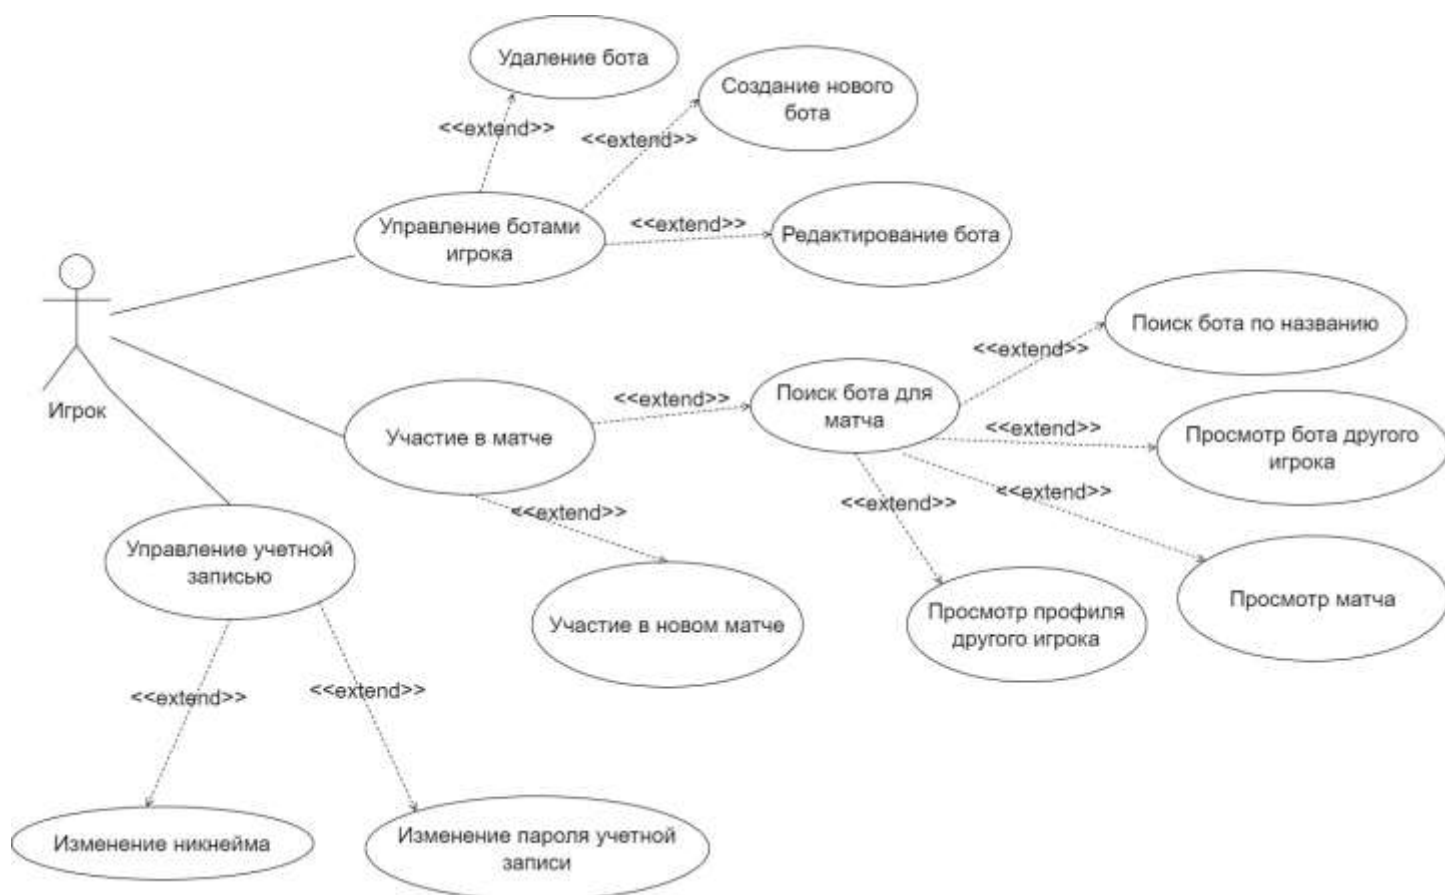 Удаление бота
Создание нового
бота
<<extend>>
<<extend>>
Управление ботами
игрока
<<extend>>
Редактирование бота
Поиск бота по названию
<<extend>>
Игрок
Участие в матче
<<extend>>
Поиск бота для
матча
<<extend>>
Просмотр бота другого
игрока
<<extend>>
<<extend>>
<<extend>>
Управление учетной
записью
Участие в новом матче
Просмотр профиля
другого игрока
Просмотр матча
<<extend>>
<<extend>>
Изменение никнейма
Изменение пароля учетной
записи